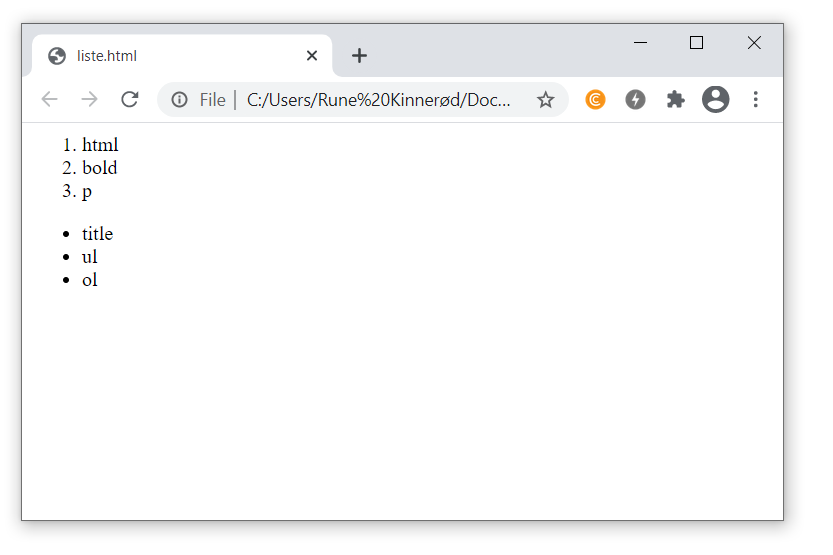 liste.html
File | C:/Users/Rune%20Kinnerød/Doc...
1. html
2. bold
3. p
• title
• ul
• ol